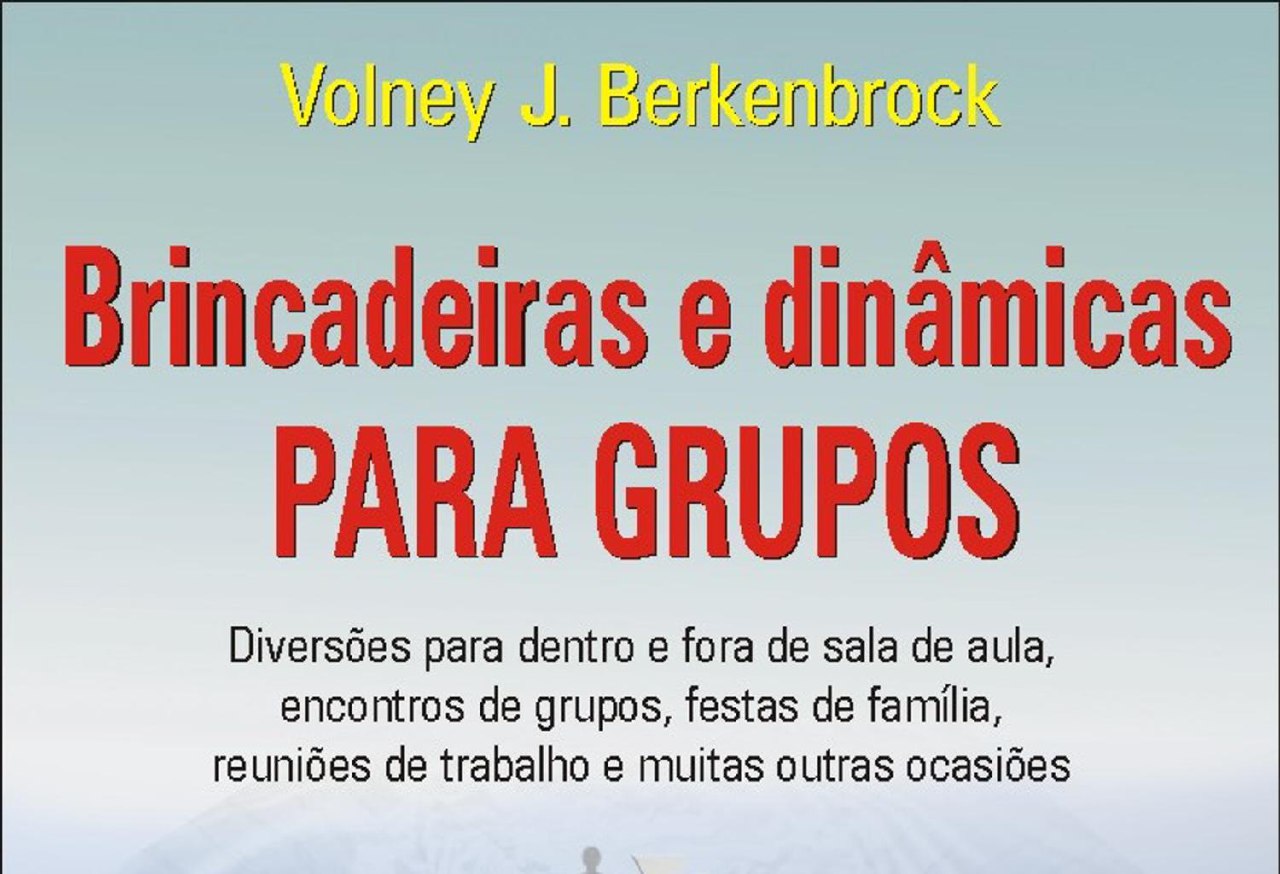 Volney J. Berkenbrock
Brincadeiras e dinâmicas
PARA GRUPOS
Diversões para dentro e fora de sala de aula,
encontros de grupos, festas de família,
reuniões de trabalho e muitas outras ocasiões